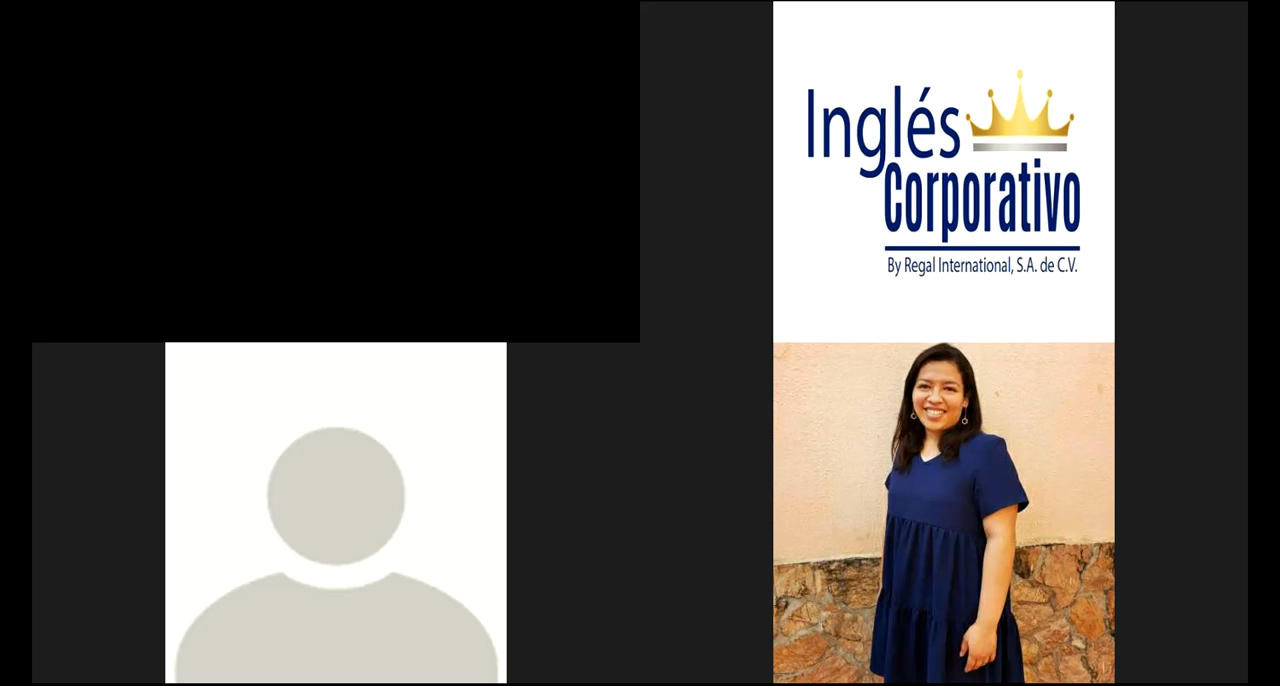 Inglés
Corporativo
By Regal International, S.A. de C.V.